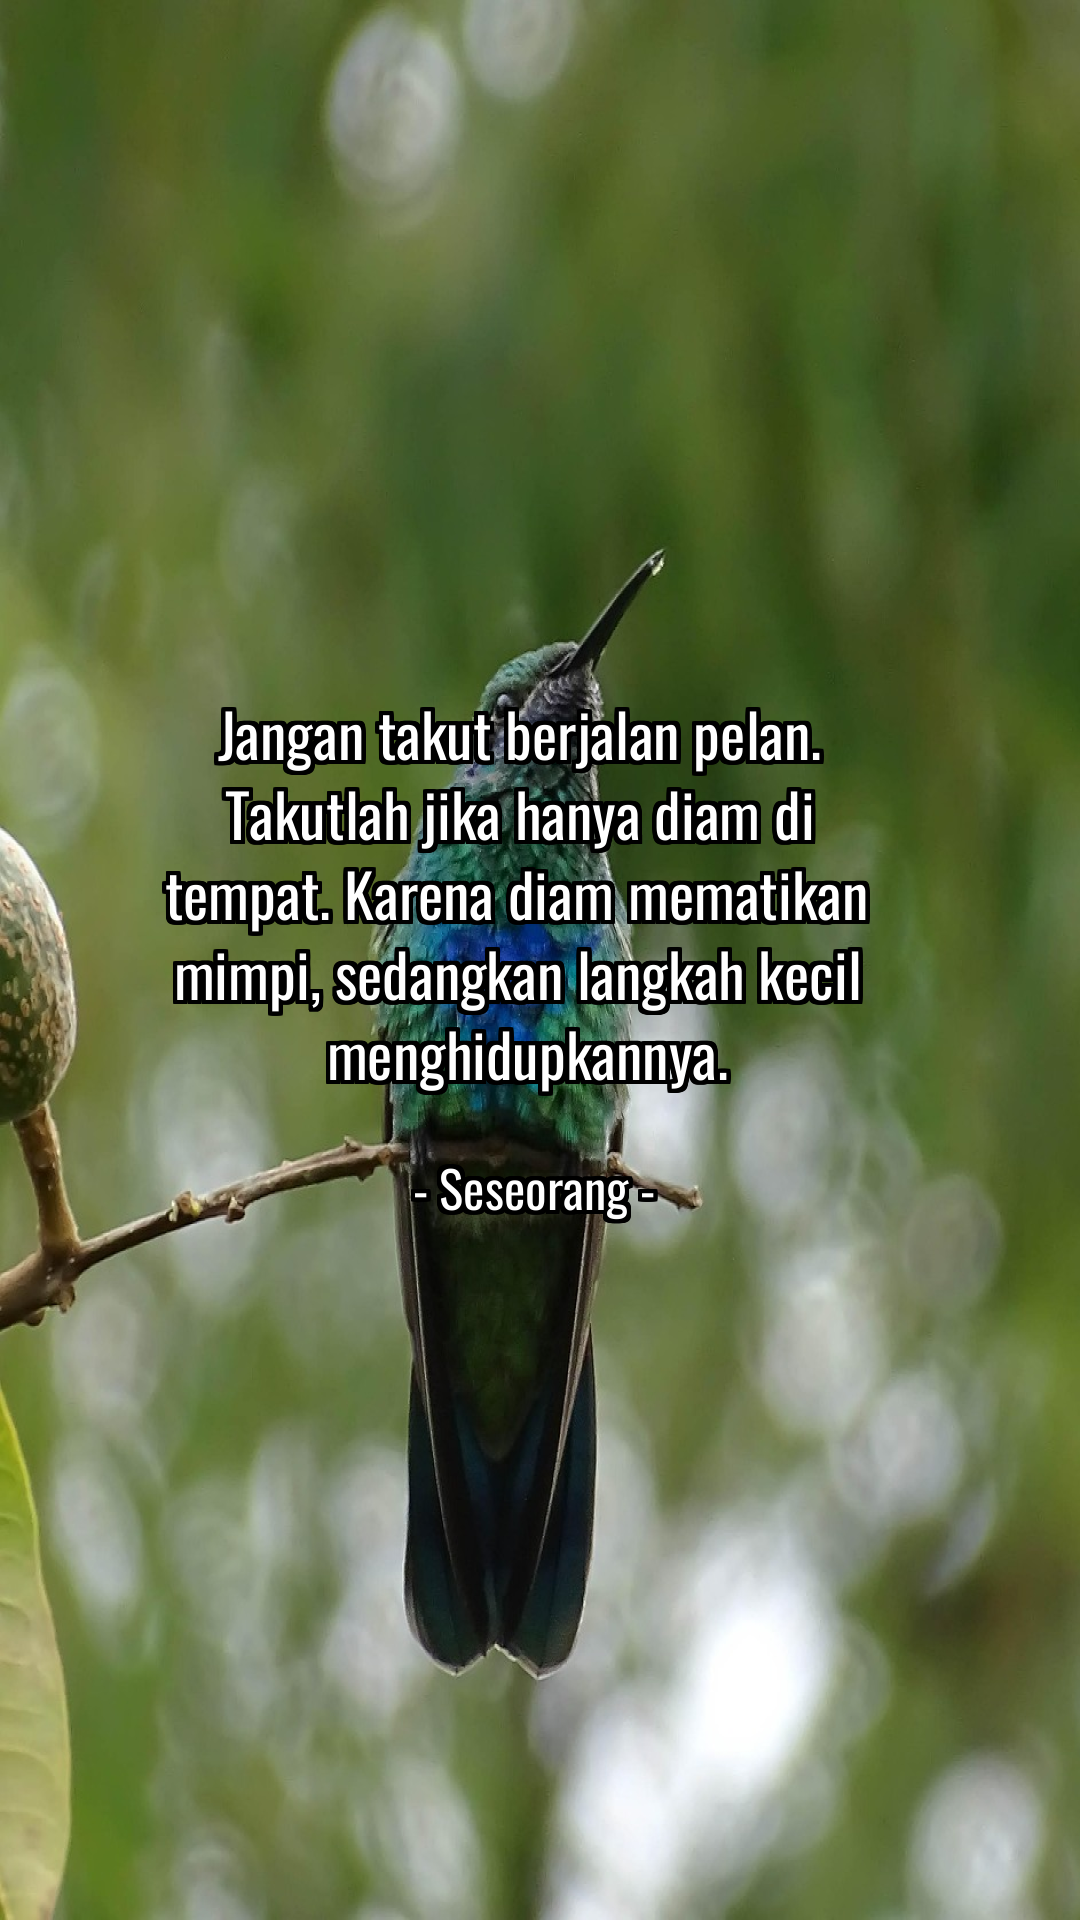 Jangan takut berjalan pelan.
Takutlah jika hanya diam di
tempat. Karena diam mematikan
mimpi, sedangkan langkah kecil
menghidupkannya.
- Seseorang -